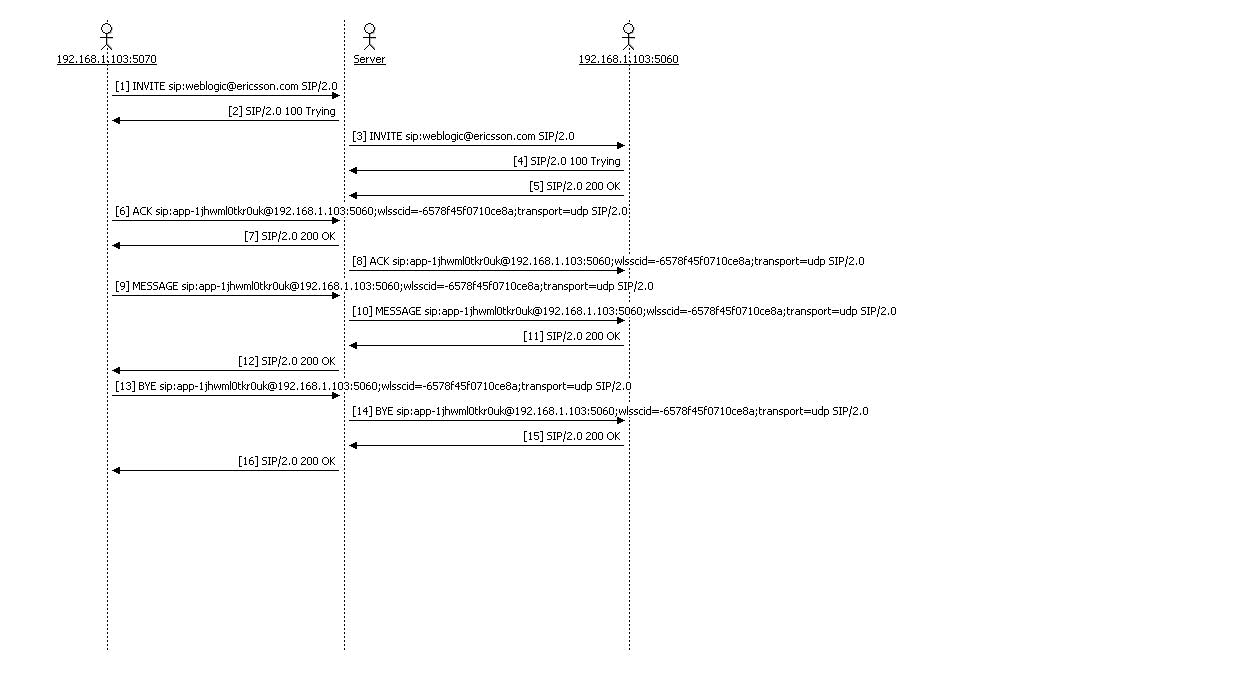 192.168.1.103:5070 Server 192.168.1.103:5060
[1] INVITE sip:weblogic@ericsson.com SIP/2.0
[2] SIP/2.0 100 Trying
[3] INVITE sip:weblogic@ericsson.com SIP/2.0
[4] SIP/2.0 100 Trying
[5] SIP/2.0 200 OK
[6] ACK sip:app-1jhwml0tkr0uk@192.168.1.103:5060;wlsscid=-6578f45f0710ce8a;transport=udp SIP/2.0
[7] SIP/2.0 200 OK
[8] ACK sip:app-1jhwml0tkr0uk@192.168.1.103:5060;wlsscid=-6578f45f0710ce8a;transport=udp SIP/2.0
[9] MESSAGE sip:app-1jhwml0tkr0uk@192.168.1.103:5060;wlsscid=-6578f45f0710ce8a;transport=udp SIP/2.0
[10] MESSAGE sip:app-1jhwml0tkr0uk@192.168.1.103:5060;wlsscid=-6578f45f0710ce8a;transport=udp SIP/2.0
[11] SIP/2.0 200 OK
[12] SIP/2.0 200 OK
[13] BYE sip:app-1jhwml0tkr0uk@192.168.1.103:5060;wlsscid=-6578f45f0710ce8a;transport=udp SIP/2.0
[14] BYE sip:app-1jhwml0tkr0uk@192.168.1.103:5060;wlsscid=-6578f45f0710ce8a;transport=udp SIP/2.0
[15] SIP/2.0 200 OK
[16] SIP/2.0 200 OK